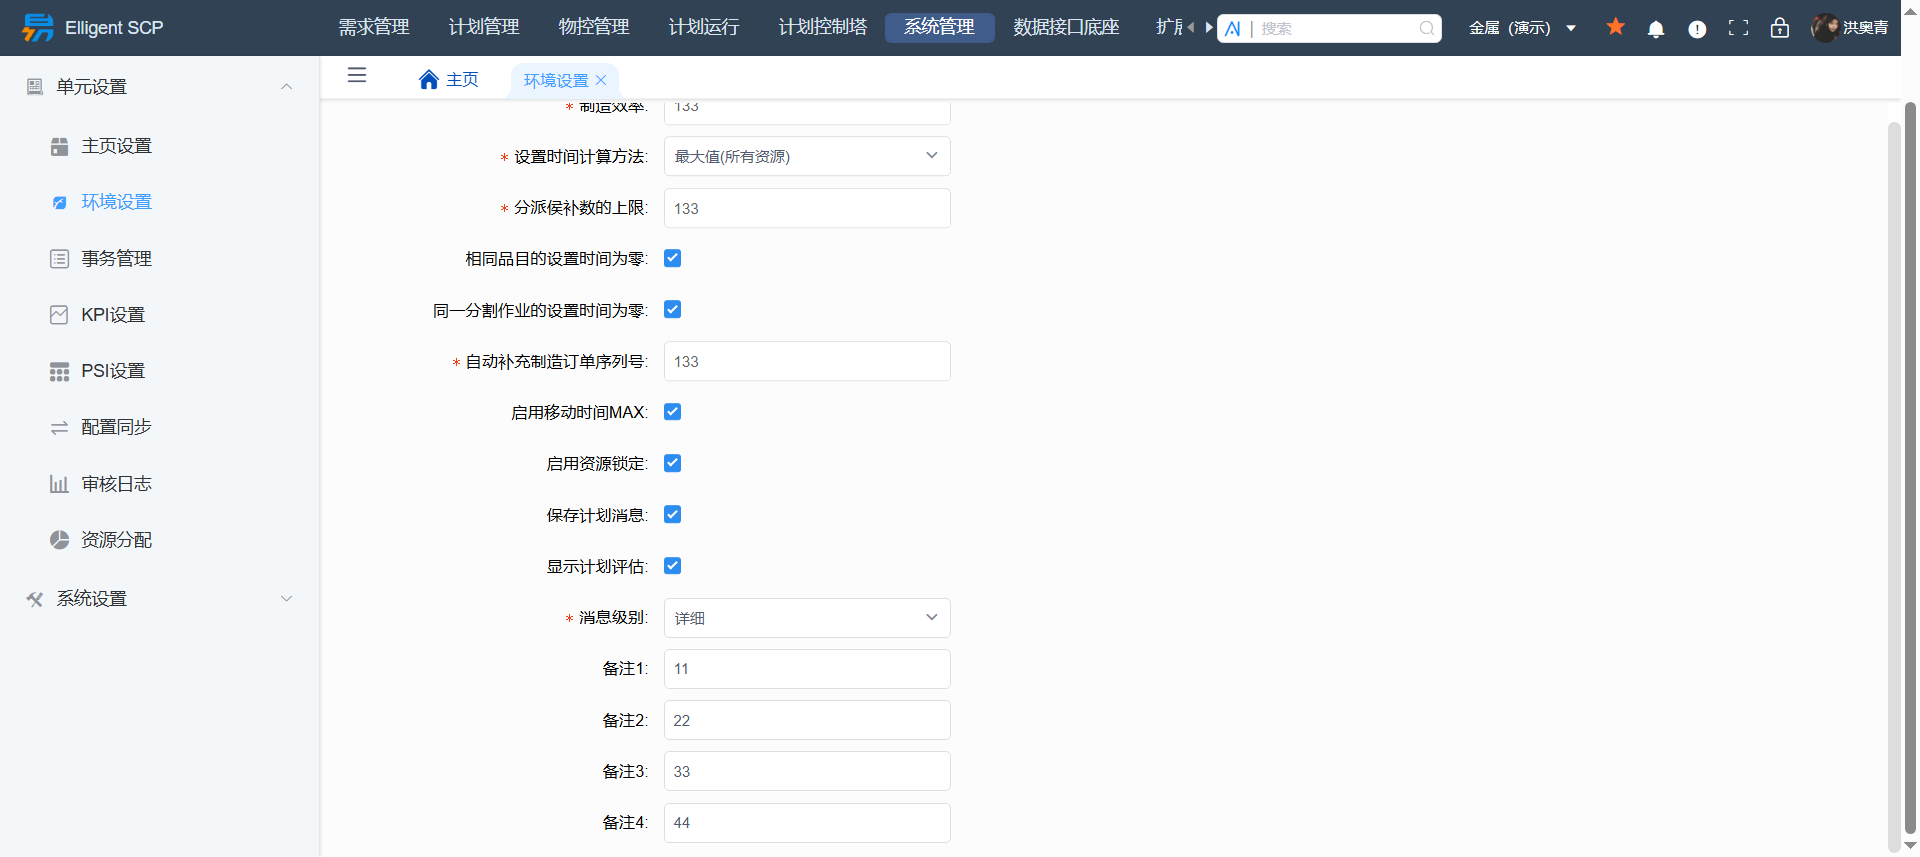 Elligent SCP
需求管理
计划管理
物控管理
计划运行
计划控制塔
系统管理
数据接口底座
扩
AI
搜索
金属（演示）
洪奥青
主页
环境设置
单元设置
主页设置
环境设置
事务管理
KPI设置
PSI设置
配置同步
审核日志
资源分配
系统设置
* 制造效率: 133
* 设置时间计算方法: 最大值(所有资源)
* 分派侯补数的上限: 133
相同品目的设置时间为零:
同一分割作业的设置时间为零:
* 自动补充制造订单序列号: 133
启用移动时间MAX:
启用资源锁定:
保存计划消息:
显示计划评估:
* 消息级别: 详细
备注1: 11
备注2: 22
备注3: 33
备注4: 44